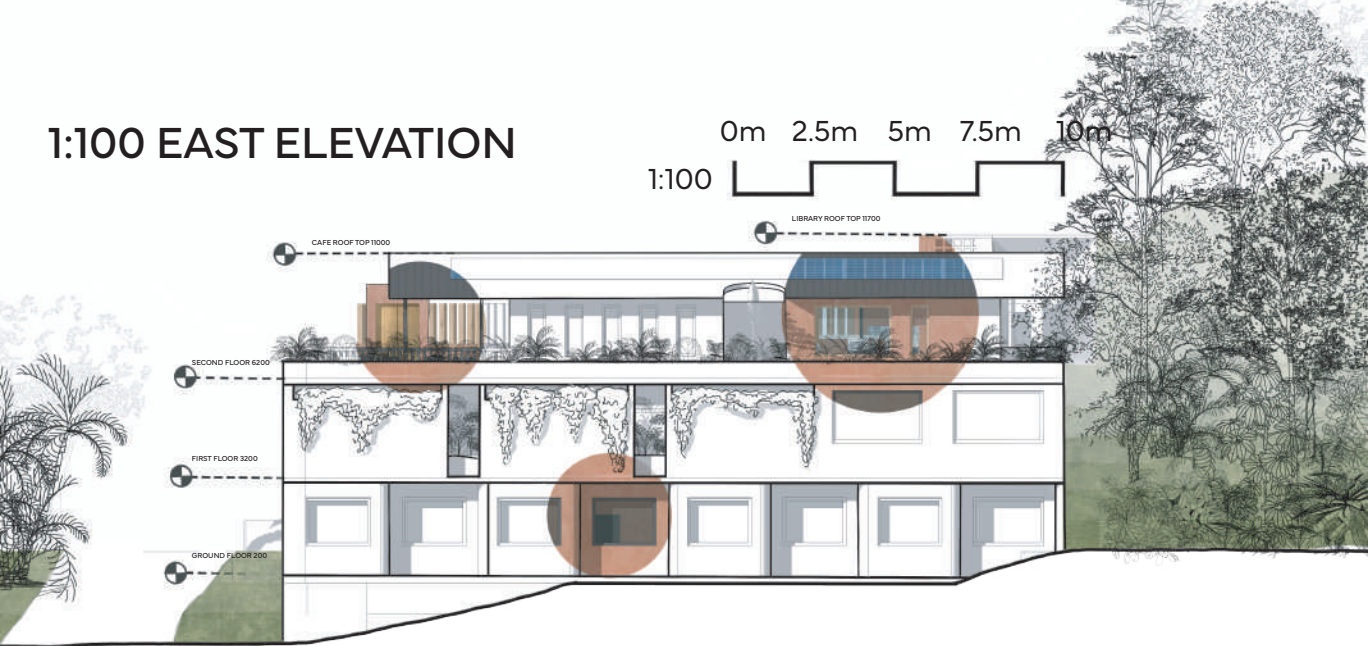 1:100 EAST ELEVATION
0m 2.5m 5m 7.5m 10m
1:100
LIBRARY ROOF TOP 11700
CAFE ROOF TOP 11000
SECOND FLOOR 6200
FIRST FLOOR 3200
GROUND FLOOR 200